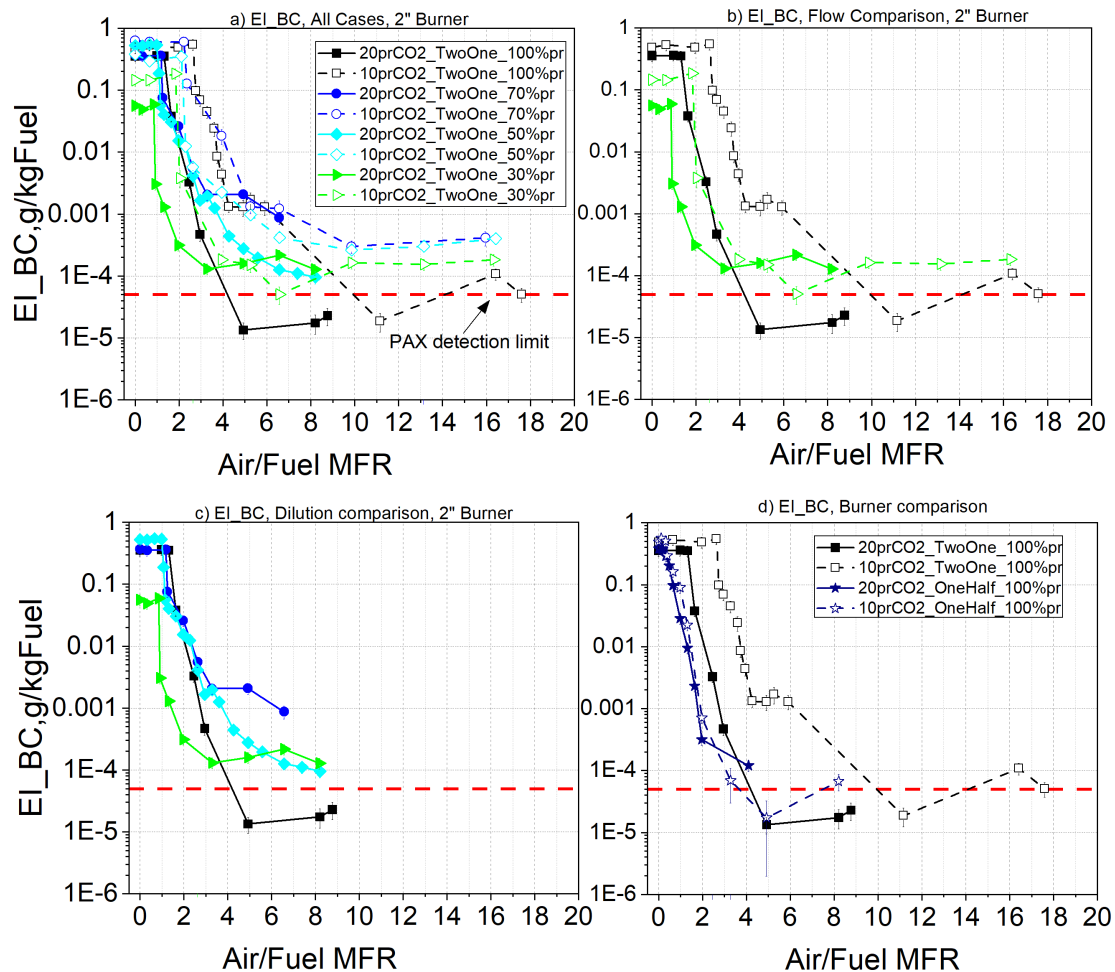 a) EI_BC, All Cases, 2" Burner
1
0.1
0.01
0.001
1E-4
1E-5
1E-6
EI_BC,g/kgFuel
20prCO2_TwoOne_100%pr
10prCO2_TwoOne_100%pr
20prCO2_TwoOne_70%pr
10prCO2_TwoOne_70%pr
20prCO2_TwoOne_50%pr
10prCO2_TwoOne_50%pr
20prCO2_TwoOne_30%pr
10prCO2_TwoOne_30%pr
PAX detection limit
0 2 4 6 8 10 12 14 16 18 20
Air/Fuel MFR
b) EI_BC, Flow Comparison, 2" Burner
1
0.1
0.01
0.001
1E-4
1E-5
1E-6
0 2 4 6 8 10 12 14 16 18 20
Air/Fuel MFR
c) EI_BC, Dilution comparison, 2" Burner
1
0.1
0.01
0.001
1E-4
1E-5
1E-6
EI_BC,g/kgFuel
0 2 4 6 8 10 12 14 16 18 20
Air/Fuel MFR
d) EI_BC, Burner comparison
1
0.1
0.01
0.001
1E-4
1E-5
1E-6
20prCO2_TwoOne_100%pr
10prCO2_TwoOne_100%pr
20prCO2_OneHalf_100%pr
10prCO2_OneHalf_100%pr
0 2 4 6 8 10 12 14 16 18 20
Air/Fuel MFR